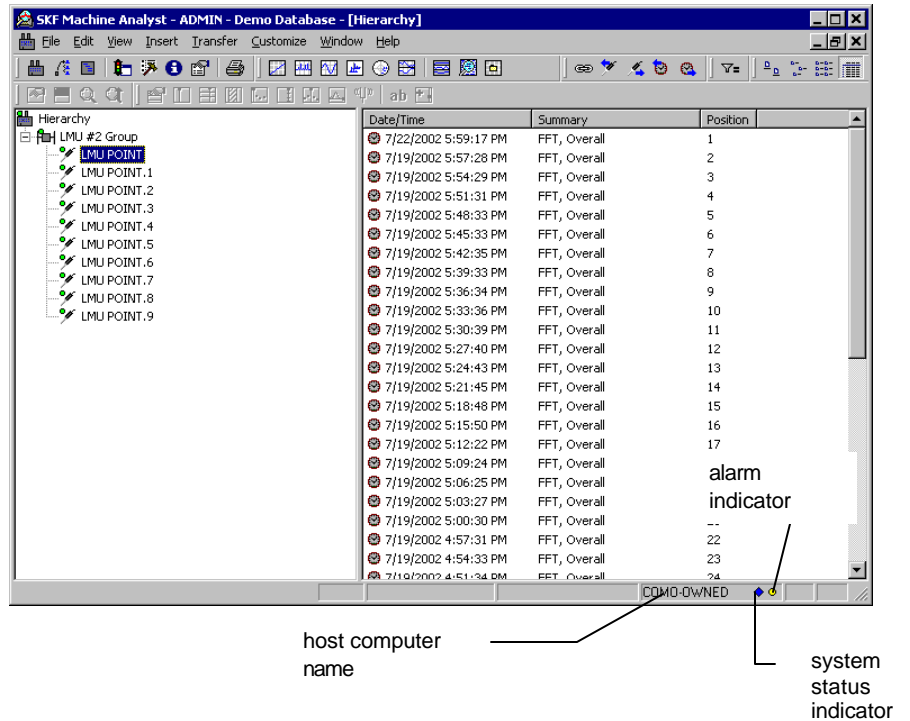 SKF Machine Analyst - ADMIN - Demo Database - [Hierarchy]
File Edit View Insert Transfer Customize Window Help
ab
Hierarchy
LMU #2 Group
LMU POINT
LMU POINT.1
LMU POINT.2
LMU POINT.3
LMU POINT.4
LMU POINT.5
LMU POINT.6
LMU POINT.7
LMU POINT.8
LMU POINT.9
Date/Time Summary Position
7/22/2002 5:59:17 PM FFT, Overall 1
7/19/2002 5:57:28 PM FFT, Overall 2
7/19/2002 5:54:29 PM FFT, Overall 3
7/19/2002 5:51:31 PM FFT, Overall 4
7/19/2002 5:48:33 PM FFT, Overall 5
7/19/2002 5:45:33 PM FFT, Overall 6
7/19/2002 5:42:35 PM FFT, Overall 7
7/19/2002 5:39:33 PM FFT, Overall 8
7/19/2002 5:36:34 PM FFT, Overall 9
7/19/2002 5:33:36 PM FFT, Overall 10
7/19/2002 5:30:39 PM FFT, Overall 11
7/19/2002 5:27:40 PM FFT, Overall 12
7/19/2002 5:24:43 PM FFT, Overall 13
7/19/2002 5:21:45 PM FFT, Overall 14
7/19/2002 5:18:48 PM FFT, Overall 15
7/19/2002 5:15:50 PM FFT, Overall 16
7/19/2002 5:12:22 PM FFT, Overall 17
7/19/2002 5:09:24 PM FFT, Overall
7/19/2002 5:06:25 PM FFT, Overall
7/19/2002 5:03:27 PM FFT, Overall
7/19/2002 5:00:30 PM FFT, Overall
7/19/2002 4:57:31 PM FFT, Overall 22
7/19/2002 4:54:33 PM FFT, Overall 23
7/19/2002 4:51:34 PM FFT, Overall 24
alarm
indicator
COMO-OWNED
host computer
name
system
status
indicator